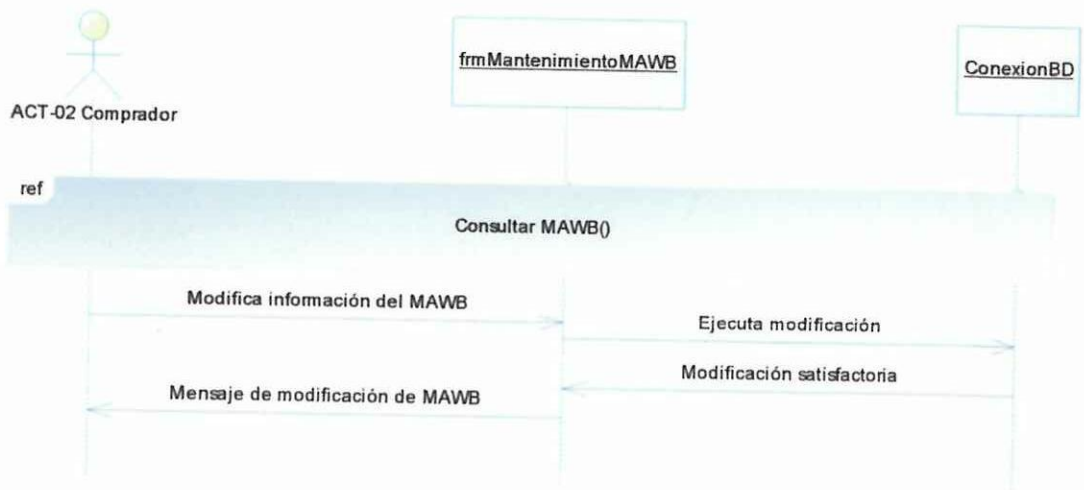 frmMantenimientoMAWB
ConexionBD
ACT-02 Comprador
ref
Consultar MAWB()
Modifica información del MAWB
Ejecuta modificación
Modificación satisfactoria
Mensaje de modificación de MAWB